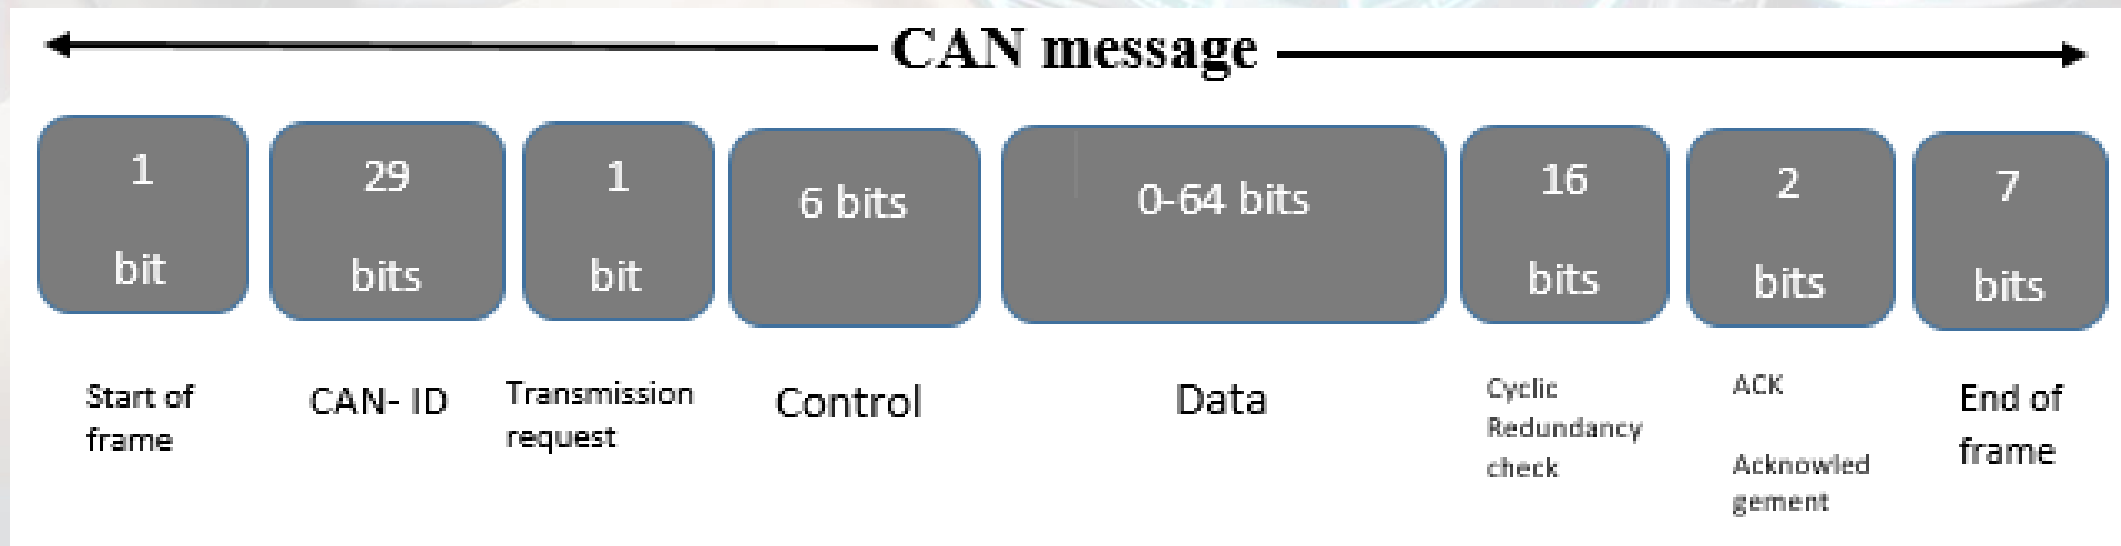 CAN message
1
bit
29
bits
1
bit
6 bits
0-64 bits
16
bits
2
bits
7
bits
Start of
frame
CAN- ID
Transmission
request
Control
Data
Cyclic
Redundancy
check
ACK
Acknowled
gement
End of
frame